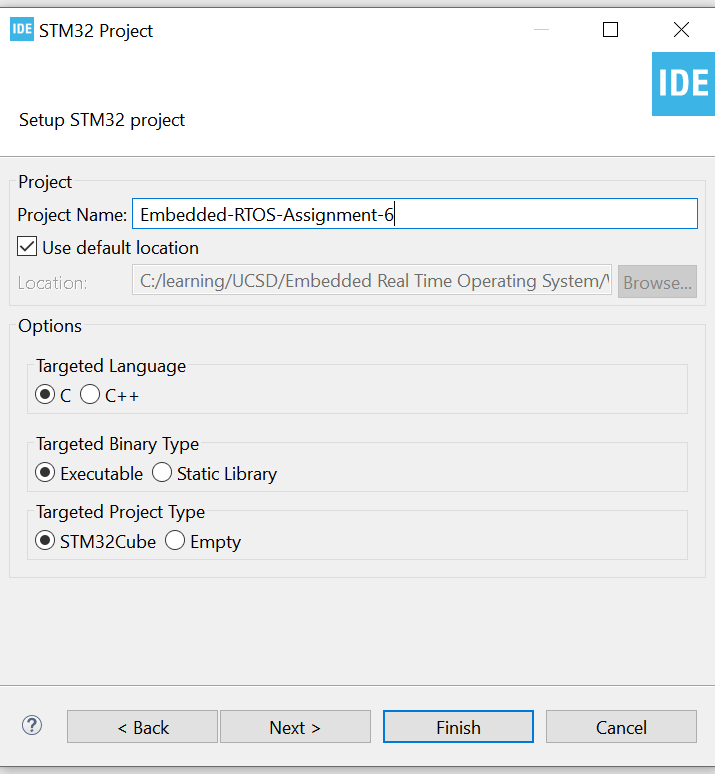 IDE STM32 Project
IDE
Setup STM32 project
Project
Project Name: Embedded-RTOS-Assignment-6
Use default location
Location: C:/learning/UCSD/Embedded Real Time Operating System/ Browse...
Options
Targeted Language
C C++
Targeted Binary Type
Executable Static Library
Targeted Project Type
STM32Cube Empty
? < Back Next > Finish Cancel